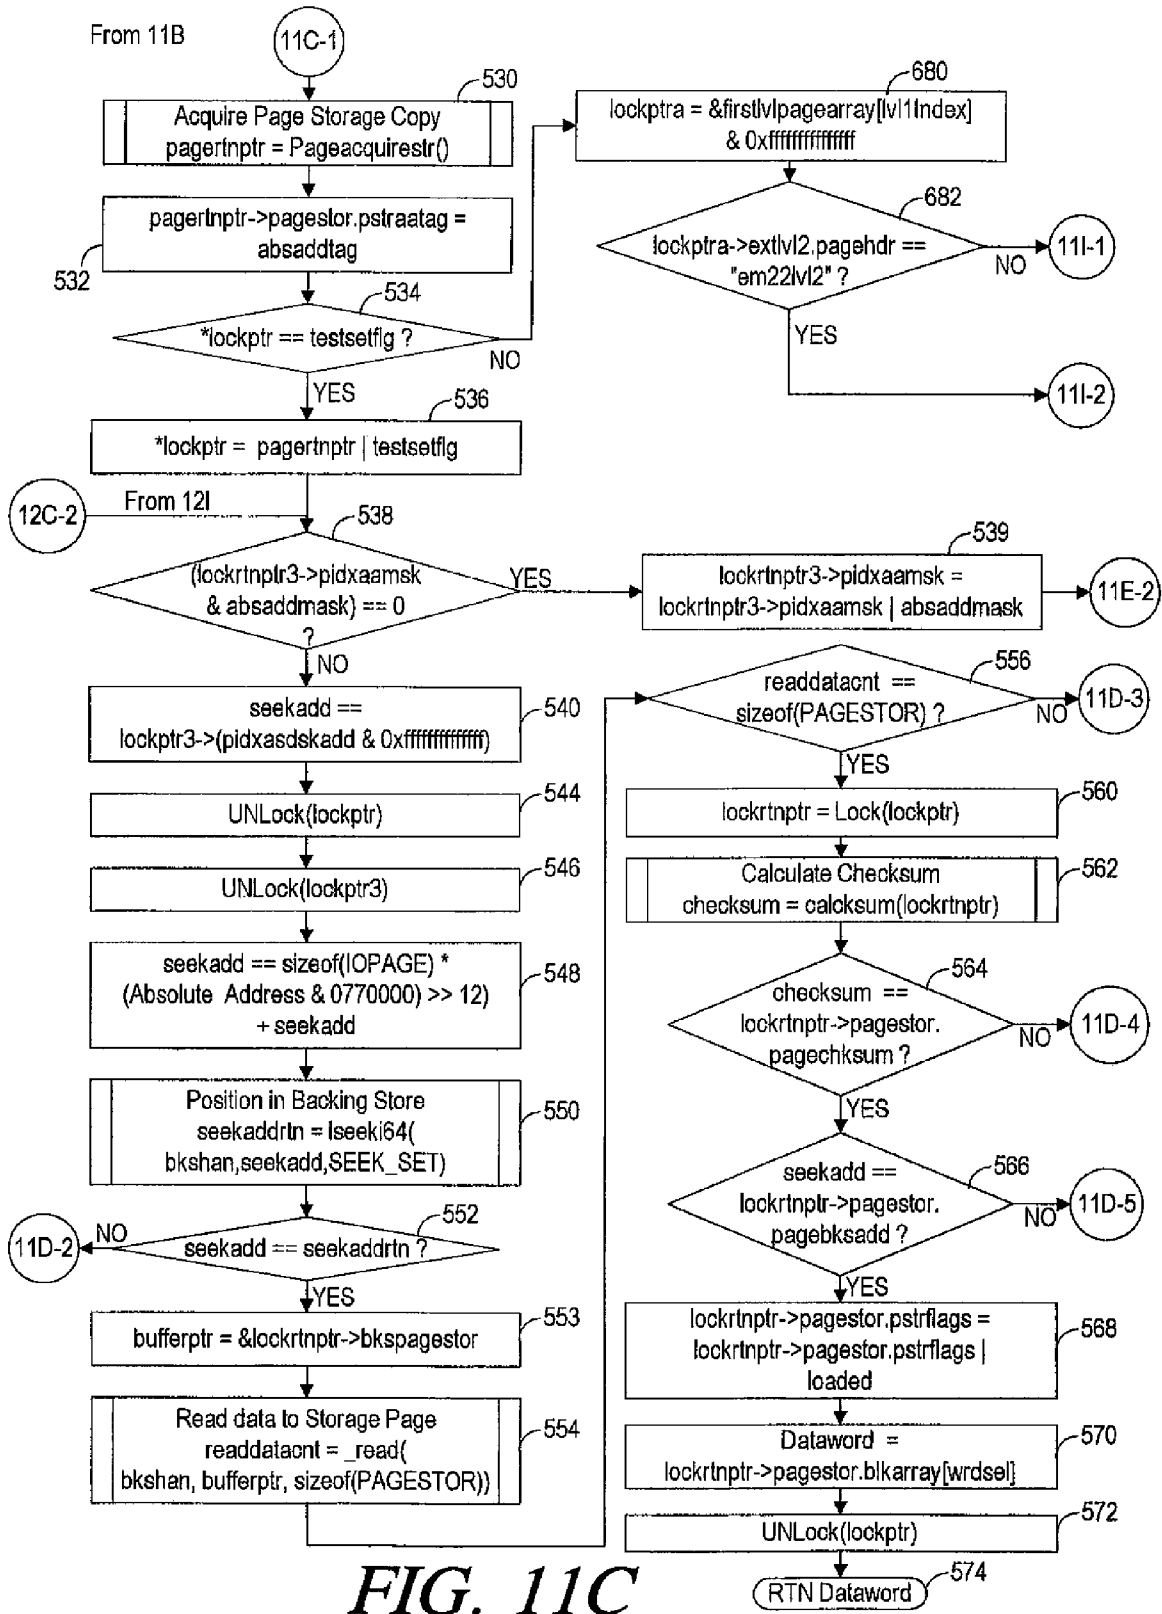 From 11B
11C-1
530
Acquire Page Storage Copy
pagertnptr = Pageacquirestr()
pagertnptr->pagestor.pstraatag =
absaddtag
532
534
*lockptr == testsetflg ?
NO
YES
536
*lockptr = pagertnptr | testsetflg
12C-2
From 12I
538
(lockrtnptr3->pidxaamsk
& absaddmask) == 0
?
YES
NO
seekadd ==
lockptr3->(pidxasdskadd & 0xffffffffffffff)
540
UNLock(lockptr)
544
UNLock(lockptr3)
546
seekadd == sizeof(IOPAGE) *
(Absolute Address & 0770000) >> 12)
+ seekadd
548
Position in Backing Store
seekaddrtn = lseeki64(
bkshan,seekadd,SEEK_SET)
550
552
11D-2
NO
seekadd == seekaddrtn ?
YES
bufferptr = &lockrtnptr->bkspagestor
553
Read data to Storage Page
readdatacnt = _read(
bkshan, bufferptr, sizeof(PAGESTOR))
554
680
lockptra = &firstlvlpagearray[lvl1Index]
& 0xffffffffffffffff
682
lockptra->extlvl2.pagehdr ==
"em22lvl2" ?
NO
11I-1
YES
11I-2
539
lockrtnptr3->pidxaamsk =
lockrtnptr3->pidxaamsk | absaddmask
11E-2
556
readdatacnt ==
sizeof(PAGESTOR) ?
NO
11D-3
YES
lockrtnptr = Lock(lockptr)
560
Calculate Checksum
checksum = calcksum(lockrtnptr)
562
564
checksum ==
lockrtnptr->pagestor.
pagechksum ?
NO
11D-4
YES
566
seekadd ==
lockrtnptr->pagestor.
pagebksadd ?
NO
11D-5
YES
lockrtnptr->pagestor.pstrflags =
lockrtnptr->pagestor.pstrflags |
loaded
568
Dataword =
lockrtnptr->pagestor.blkarray[wrdsel]
570
UNLock(lockptr)
572
RTN Dataword
574
FIG. 11C